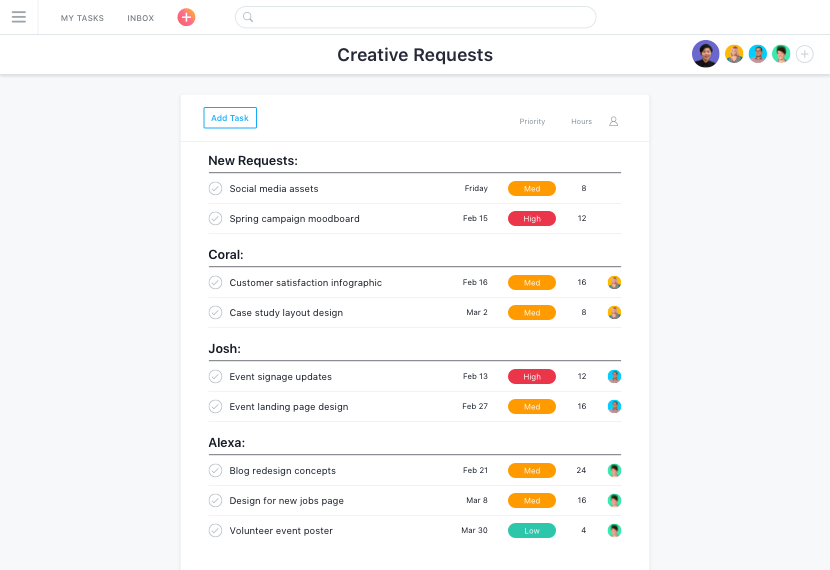 MY TASKS INBOX
Creative Requests
Add Task Priority Hours
New Requests:
Social media assets Friday Med 8
Spring campaign moodboard Feb 15 High 12
Coral:
Customer satisfaction infographic Feb 16 Med 16
Case study layout design Mar 2 Med 8
Josh:
Event signage updates Feb 13 High 12
Event landing page design Feb 27 Med 16
Alexa:
Blog redesign concepts Feb 21 Med 24
Design for new jobs page Mar 8 Med 16
Volunteer event poster Mar 30 Low 4